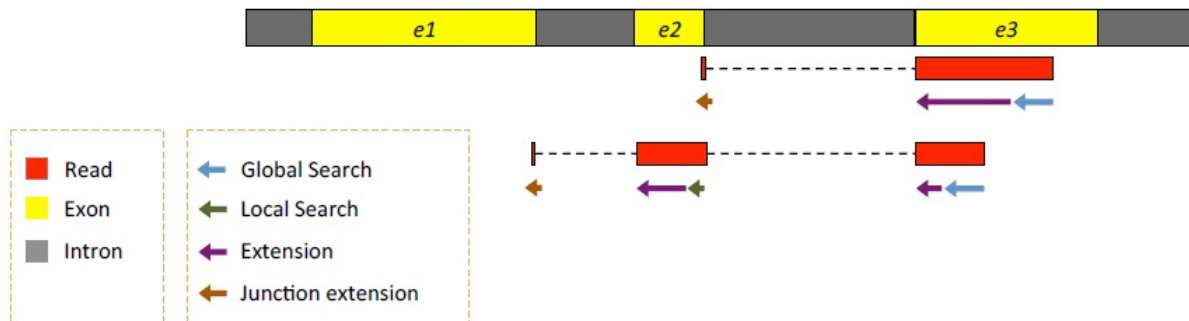 e1 e2 e3
Read
Exon
Intron
Global Search
Local Search
Extension
Junction extension